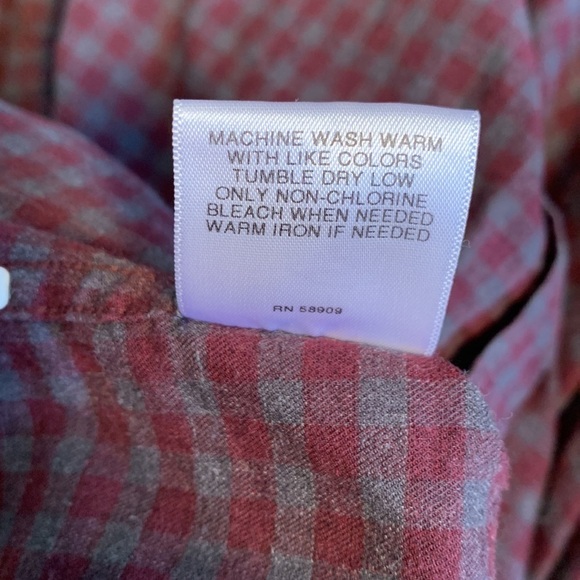 MACHINE WASH WARM
WITH LIKE COLORS
TUMBLE DRY LOW
ONLY NON-CHLORINE
BLEACH WHEN NEEDED
WARM IRON IF NEEDED
RN 58909